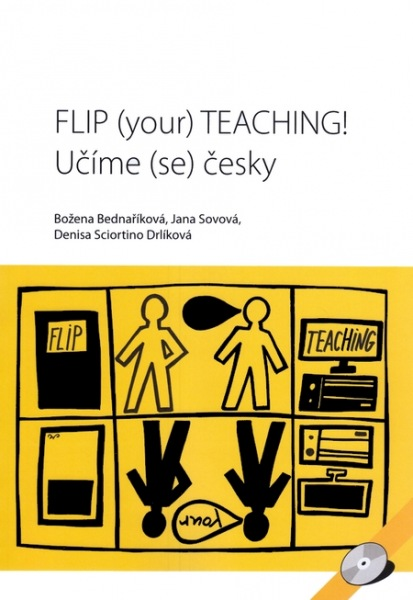 FLIP (your) TEACHING!
Učíme (se) česky
Božena Bednaříková, Jana Sovová,
Denisa Sciortino Drlíková
FLiP
TEACHiNG
your